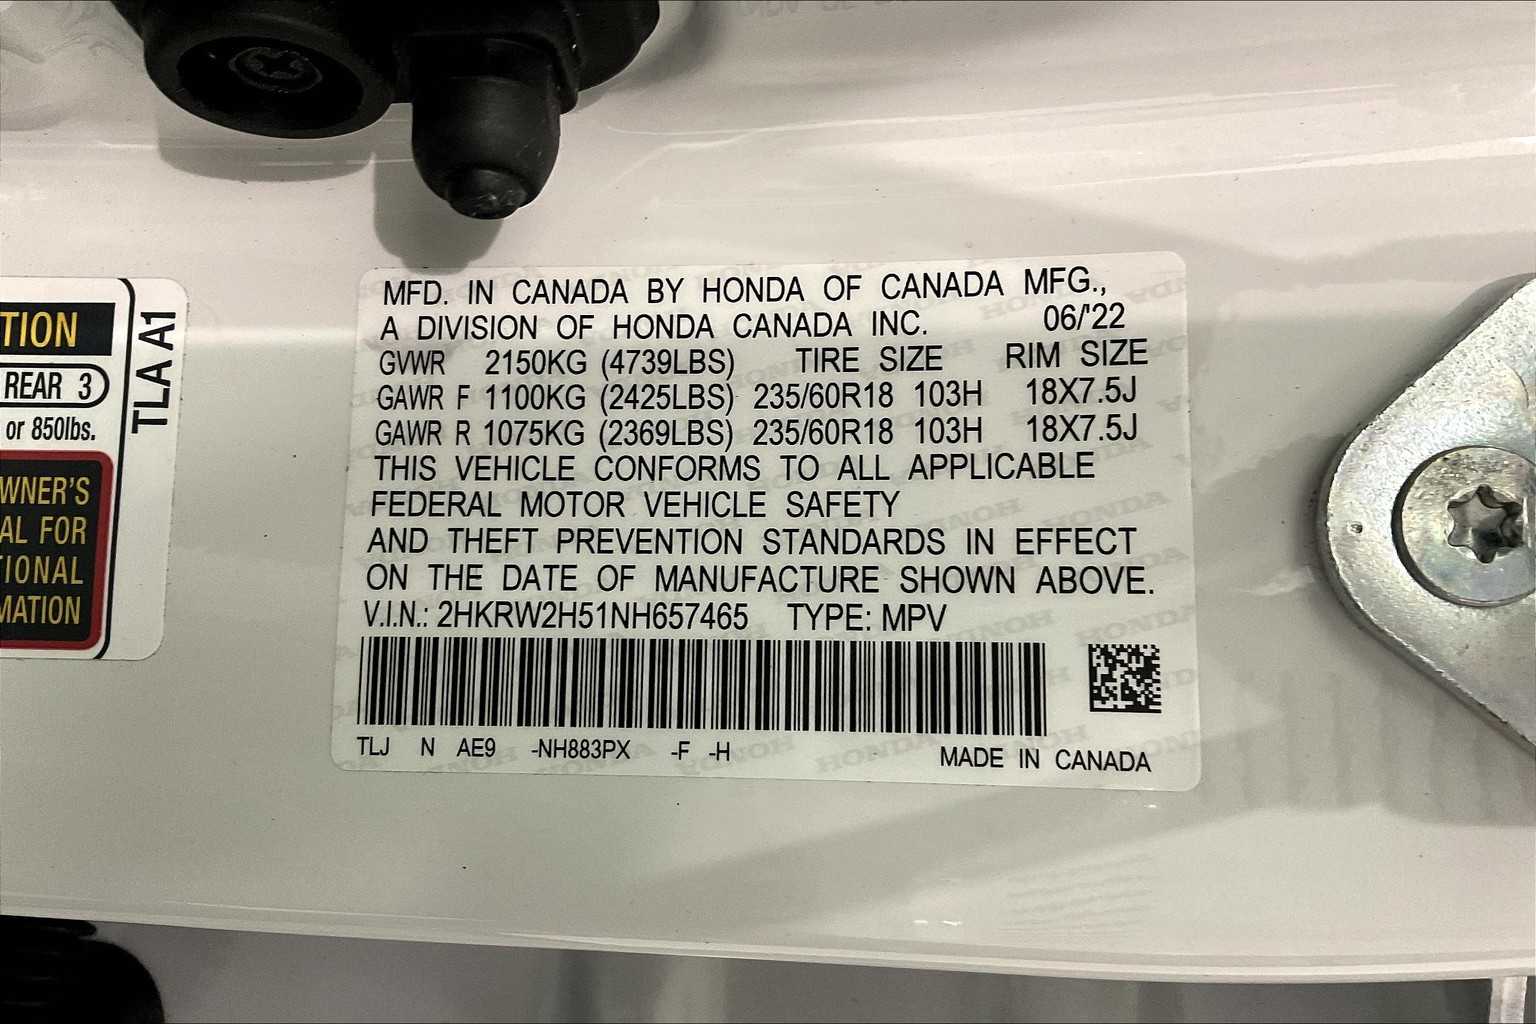 TION
REAR 3
or 850lbs.
WNER'S
AL FOR
TIONAL
MATION
TLA A1
MFD. IN CANADA BY HONDA OF CANADA MFG.,
A DIVISION OF HONDA CANADA INC. 06/'22
GVWR 2150KG (4739LBS) TIRE SIZE RIM SIZE
GAWR F 1100KG (2425LBS) 235/60R18 103H 18X7.5J
GAWR R 1075KG (2369LBS) 235/60R18 103H 18X7.5J
THIS VEHICLE CONFORMS TO ALL APPLICABLE
FEDERAL MOTOR VEHICLE SAFETY
AND THEFT PREVENTION STANDARDS IN EFFECT
ON THE DATE OF MANUFACTURE SHOWN ABOVE.
V.I.N.: 2HKRW2H51NH657465 TYPE: MPV
TLJ N AE9 -NH883PX -F -H MADE IN CANADA